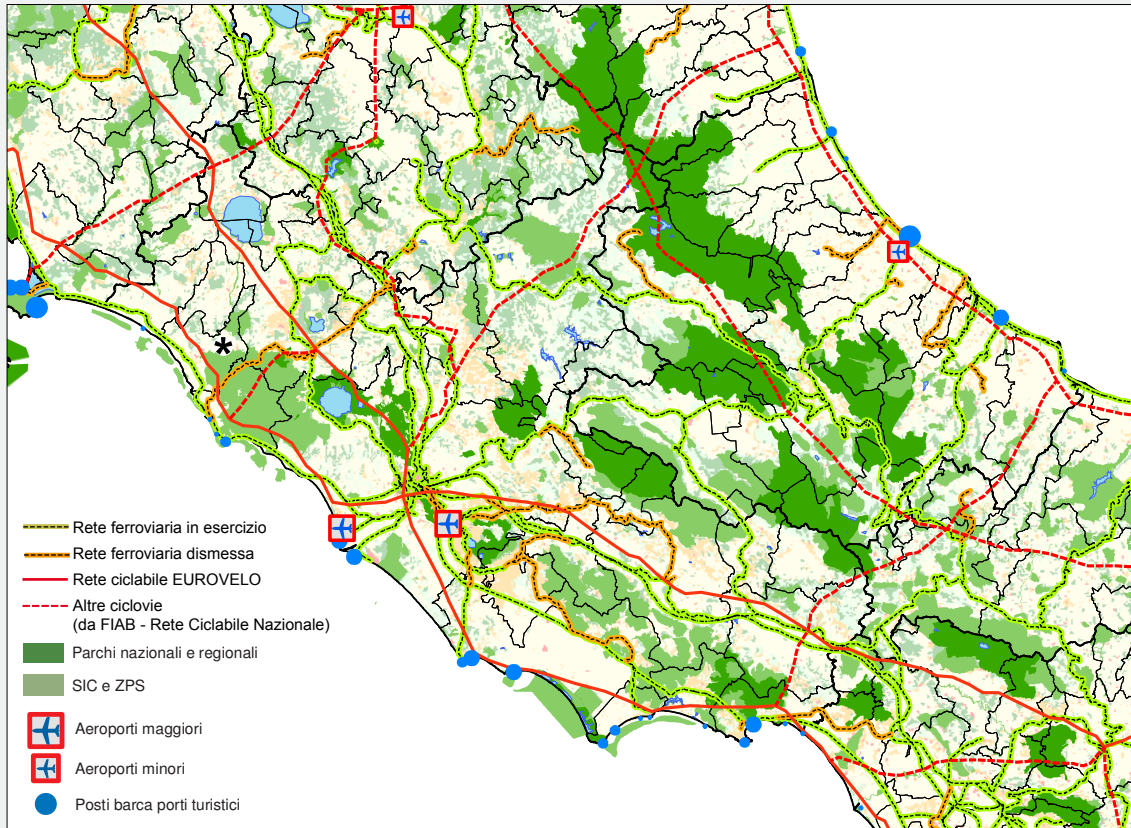 *
Rete ferroviaria in esercizio
Rete ferroviaria dismessa
Rete ciclabile EUROVELO
Altre ciclovie
(da FIAB - Rete Ciclabile Nazionale)
Parchi nazionali e regionali
SIC e ZPS
Aeroporti maggiori
Aeroporti minori
Posti barca porti turistici